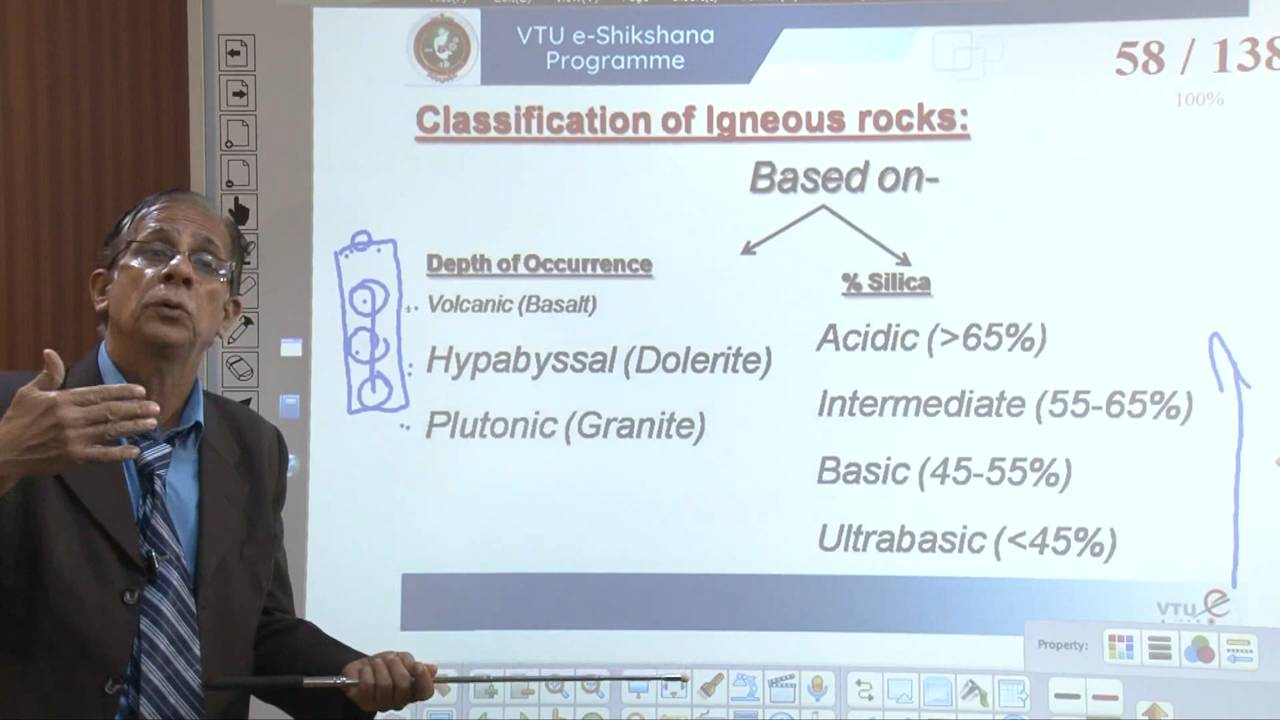 VTU e-Shikshana
Programme
58 / 138
100%
Classification of Igneous rocks:
Based on-
Depth of Occurrence
Volcanic (Basalt)
Hypabyssal (Dolerite)
Plutonic (Granite)
% Silica
Acidic (>65%)
Intermediate (55-65%)
Basic (45-55%)
Ultrabasic (<45%)
VTU e
Property: